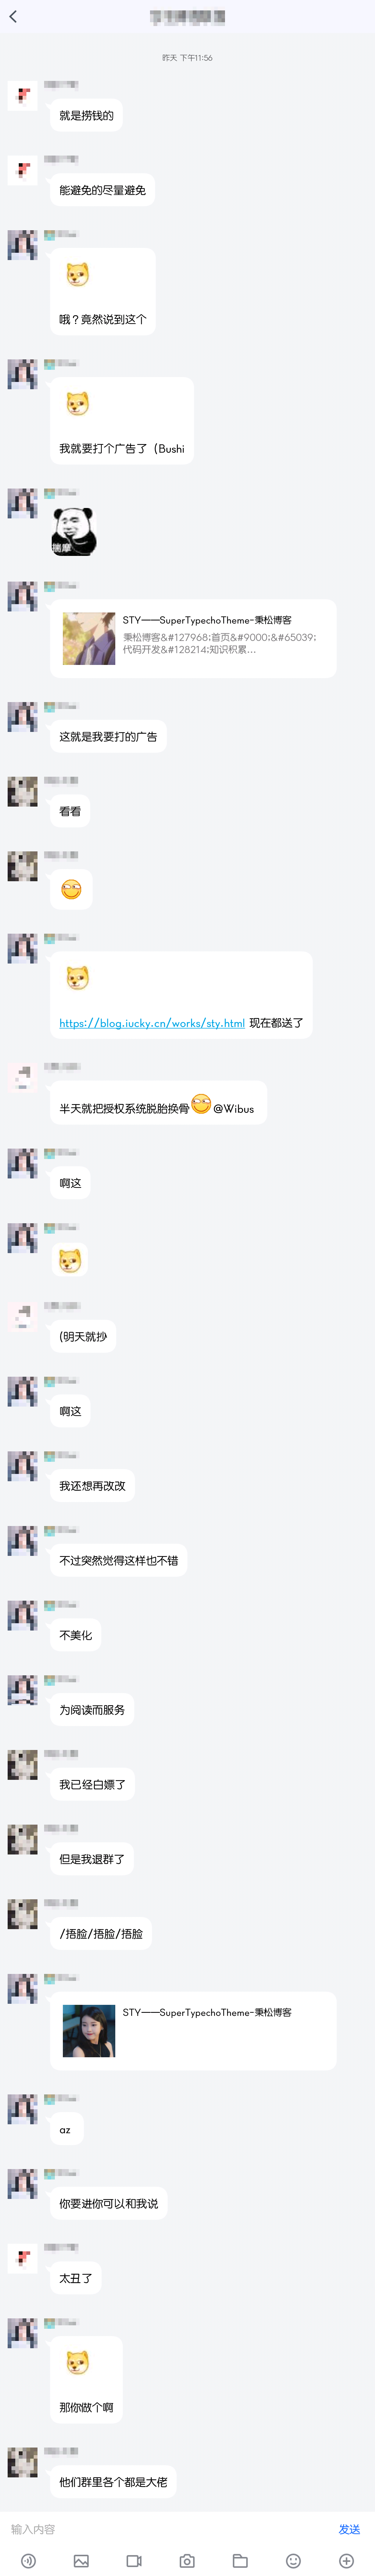 昨天 下午11:56
就是捞钱的
能避免的尽量避免
哦？竟然说到这个
我就要打个广告了（Bushi
揣摩
STY——SuperTypechoTheme-秉松博客
秉松博客&#127968;首页&#9000;&#65039;
代码开发&#128214;知识积累...
这就是我要打的广告
看看
https://blog.iucky.cn/works/sty.html 现在都送了
半天就把授权系统脱胎换骨@Wibus
啊这
(明天就抄
啊这
我还想再改改
不过突然觉得这样也不错
不美化
为阅读而服务
我已经白嫖了
但是我退群了
/捂脸/捂脸/捂脸
STY——SuperTypechoTheme-秉松博客
az
你要进你可以和我说
太丑了
那你做个啊
他们群里各个都是大佬
输入内容
发送